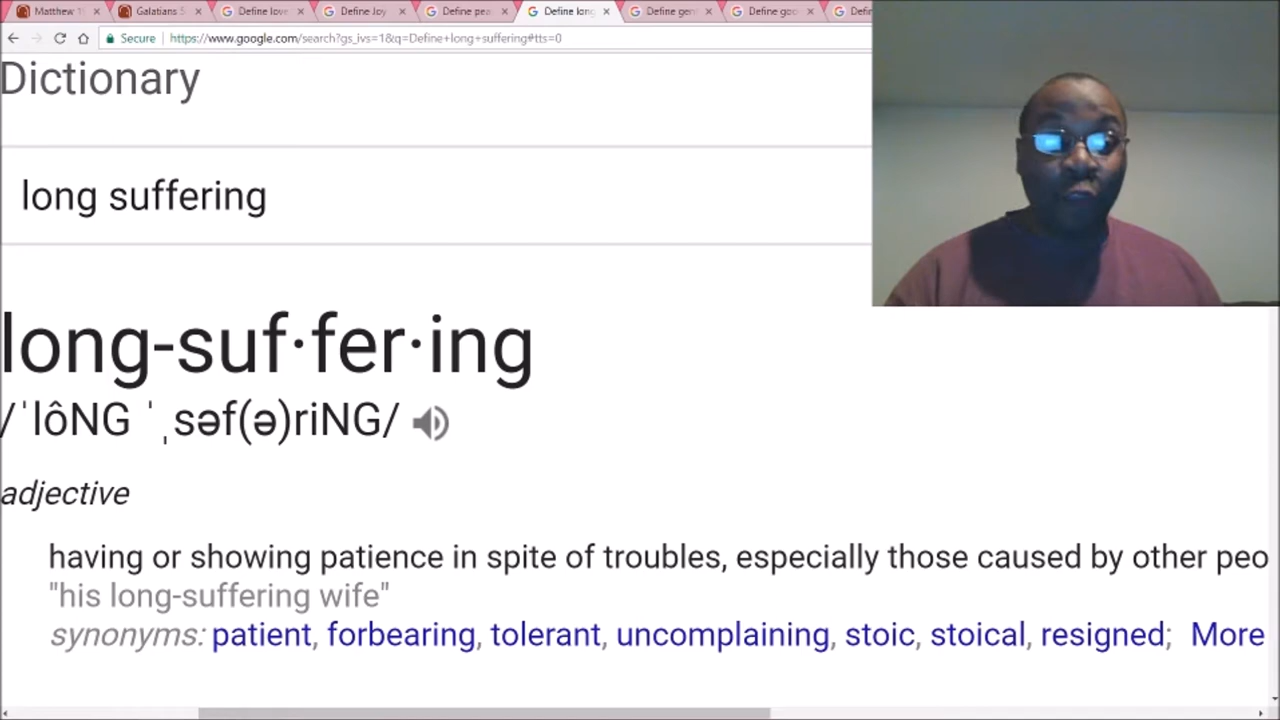 Matthew 1
Galatians 5
Define love
Define Joy
Define pea
Define long
Define gen
Define goo
Defin
Secure
https://www.google.com/search?gs_ivs=1&q=Define+long+suffering#tts=0
Dictionary
long suffering
long-suf·fer·ing
/ˈlôNG ˈˌsəf(ə)riNG/
adjective
having or showing patience in spite of troubles, especially those caused by other peo
"his long-suffering wife"
synonyms: patient, forbearing, tolerant, uncomplaining, stoic, stoical, resigned; More